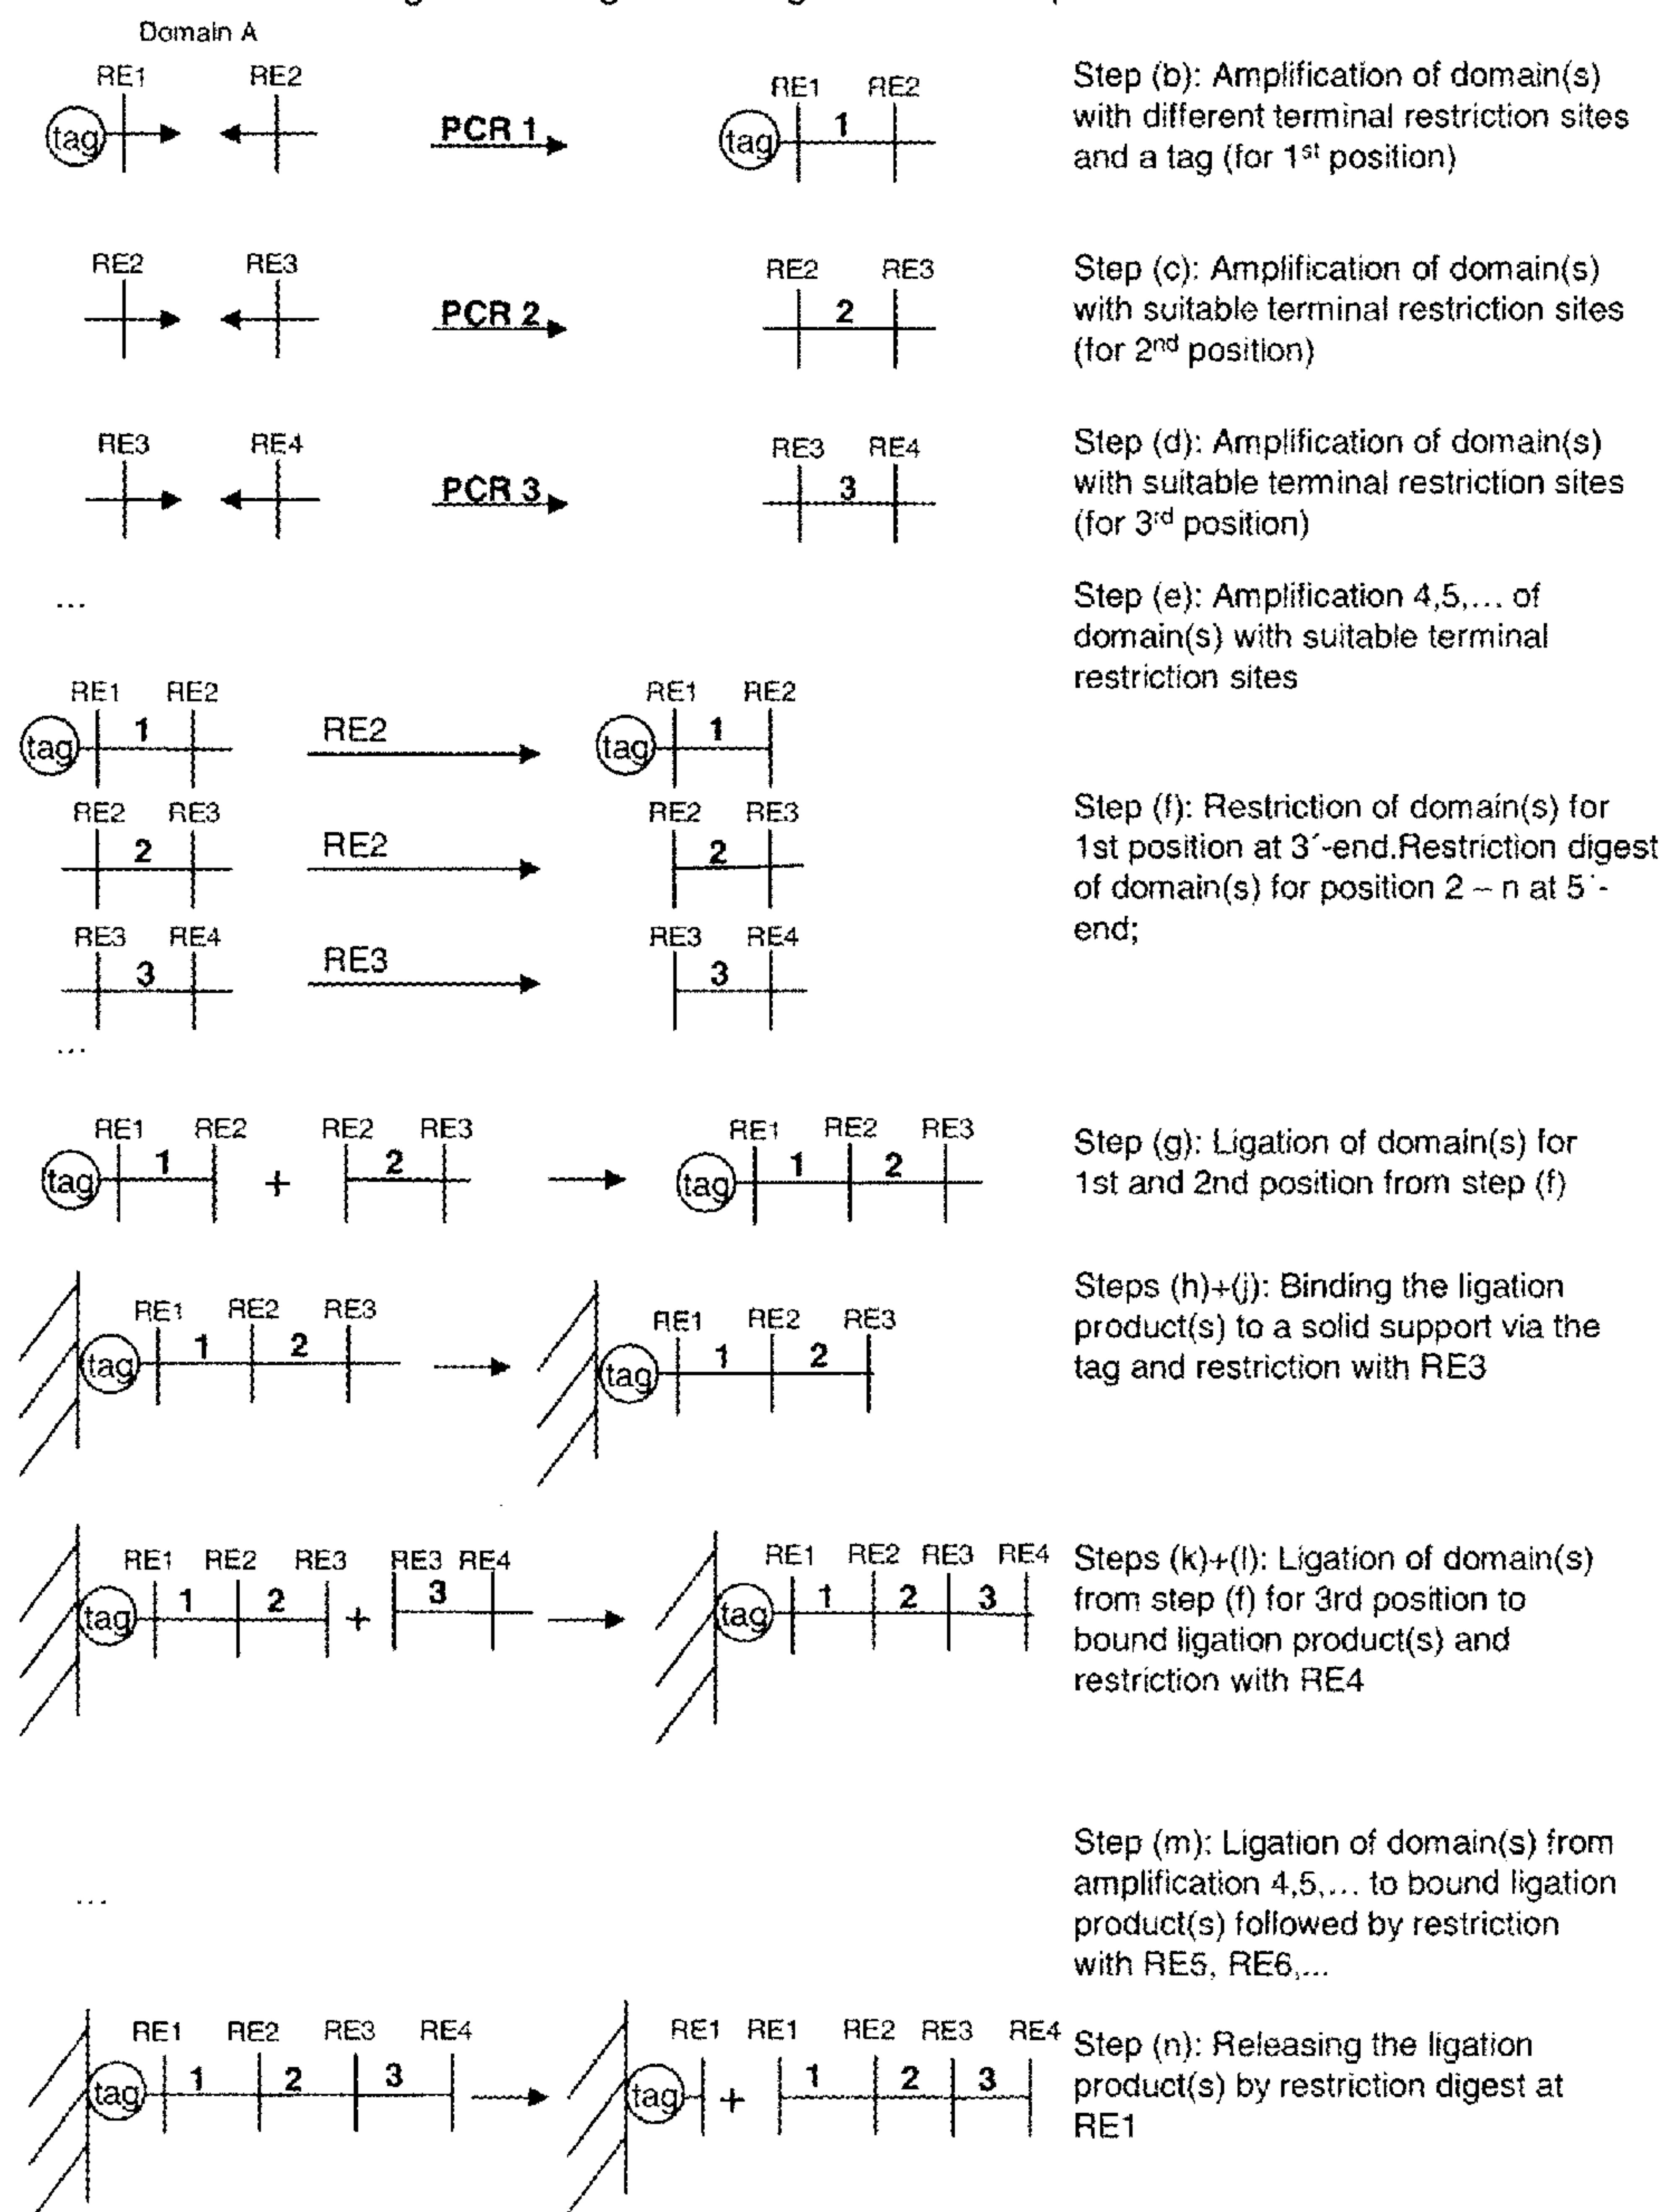 Domain A
RE1 RE2
tag
PCR 1
RE1 RE2
tag 1
Step (b): Amplification of domain(s)
with different terminal restriction sites
and a tag (for 1st position)
RE2 RE3
PCR 2
RE2 RE3
2
Step (c): Amplification of domain(s)
with suitable terminal restriction sites
(for 2nd position)
RE3 RE4
PCR 3
RE3 RE4
3
Step (d): Amplification of domain(s)
with suitable terminal restriction sites
(for 3rd position)
...
Step (e): Amplification 4,5,... of
domain(s) with suitable terminal
restriction sites
RE1 RE2
tag 1
RE2
RE1 RE2
tag 1
RE2 RE3
2
RE2
RE2 RE3
2
RE3 RE4
3
RE3
RE3 RE4
3
Step (f): Restriction of domain(s) for
1st position at 3´-end.Restriction digest
of domain(s) for position 2 – n at 5´-
end;
...
RE1 RE2 RE2 RE3
tag 1 + 2
RE1 RE2 RE3
tag 1 2
Step (g): Ligation of domain(s) for
1st and 2nd position from step (f)
RE1 RE2 RE3
tag 1 2
RE1 RE2 RE3
tag 1 2
Steps (h)+(j): Binding the ligation
product(s) to a solid support via the
tag and restriction with RE3
RE1 RE2 RE3 RE3 RE4
tag 1 2 + 3
RE1 RE2 RE3 RE4
tag 1 2 3
Steps (k)+(l): Ligation of domain(s)
from step (f) for 3rd position to
bound ligation product(s) and
restriction with RE4
...
Step (m): Ligation of domain(s) from
amplification 4,5,... to bound ligation
product(s) followed by restriction
with RE5, RE6,...
RE1 RE2 RE3 RE4
tag 1 2 3
RE1 RE1 RE2 RE3 RE4
tag + 1 2 3
Step (n): Releasing the ligation
product(s) by restriction digest at
RE1